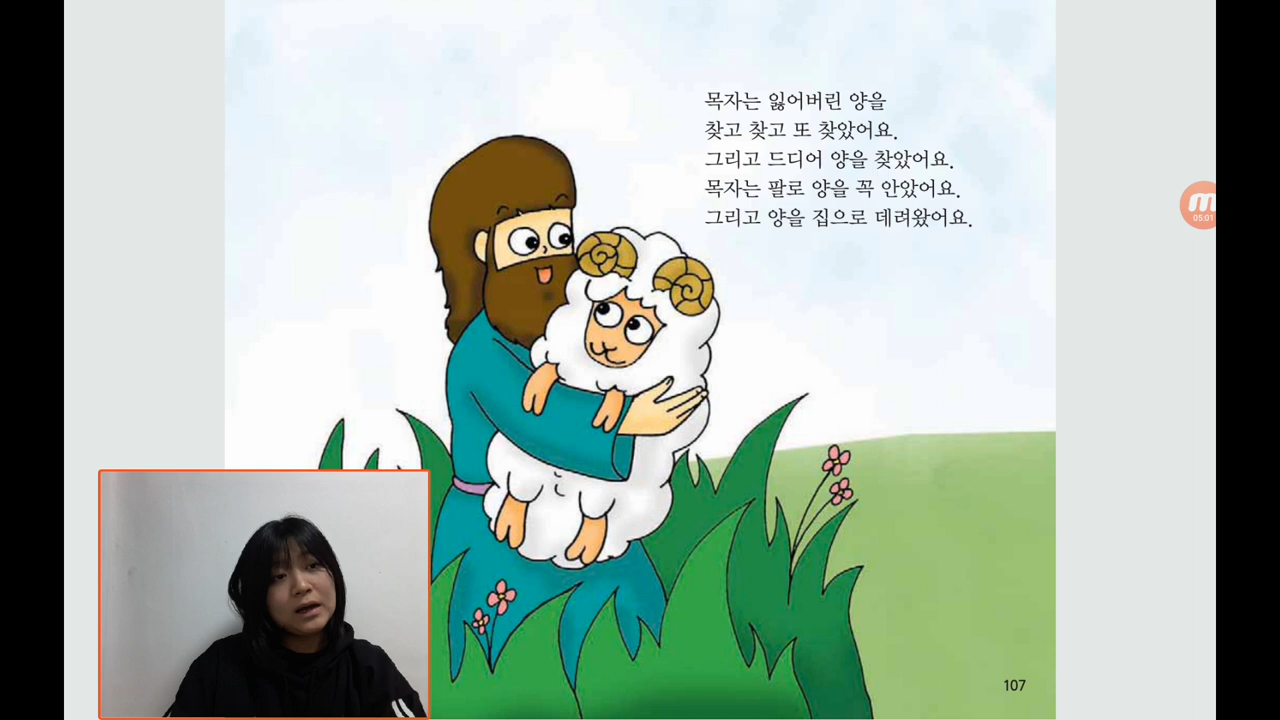 목자는 잃어버린 양을
찾고 찾고 또 찾았어요.
그리고 드디어 양을 찾았어요.
목자는 팔로 양을 꼭 안았어요.
그리고 양을 집으로 데려왔어요.
M
05:01
107